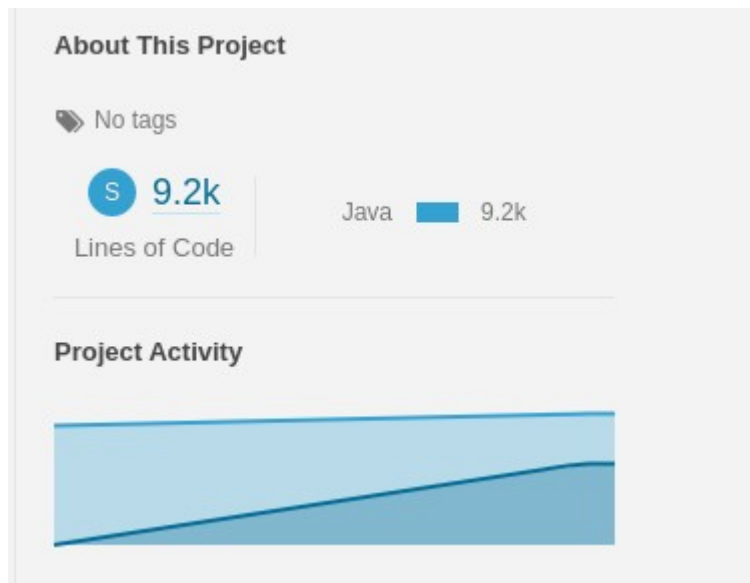 About This Project
No tags
S 9.2k
Lines of Code
Java 9.2k
Project Activity